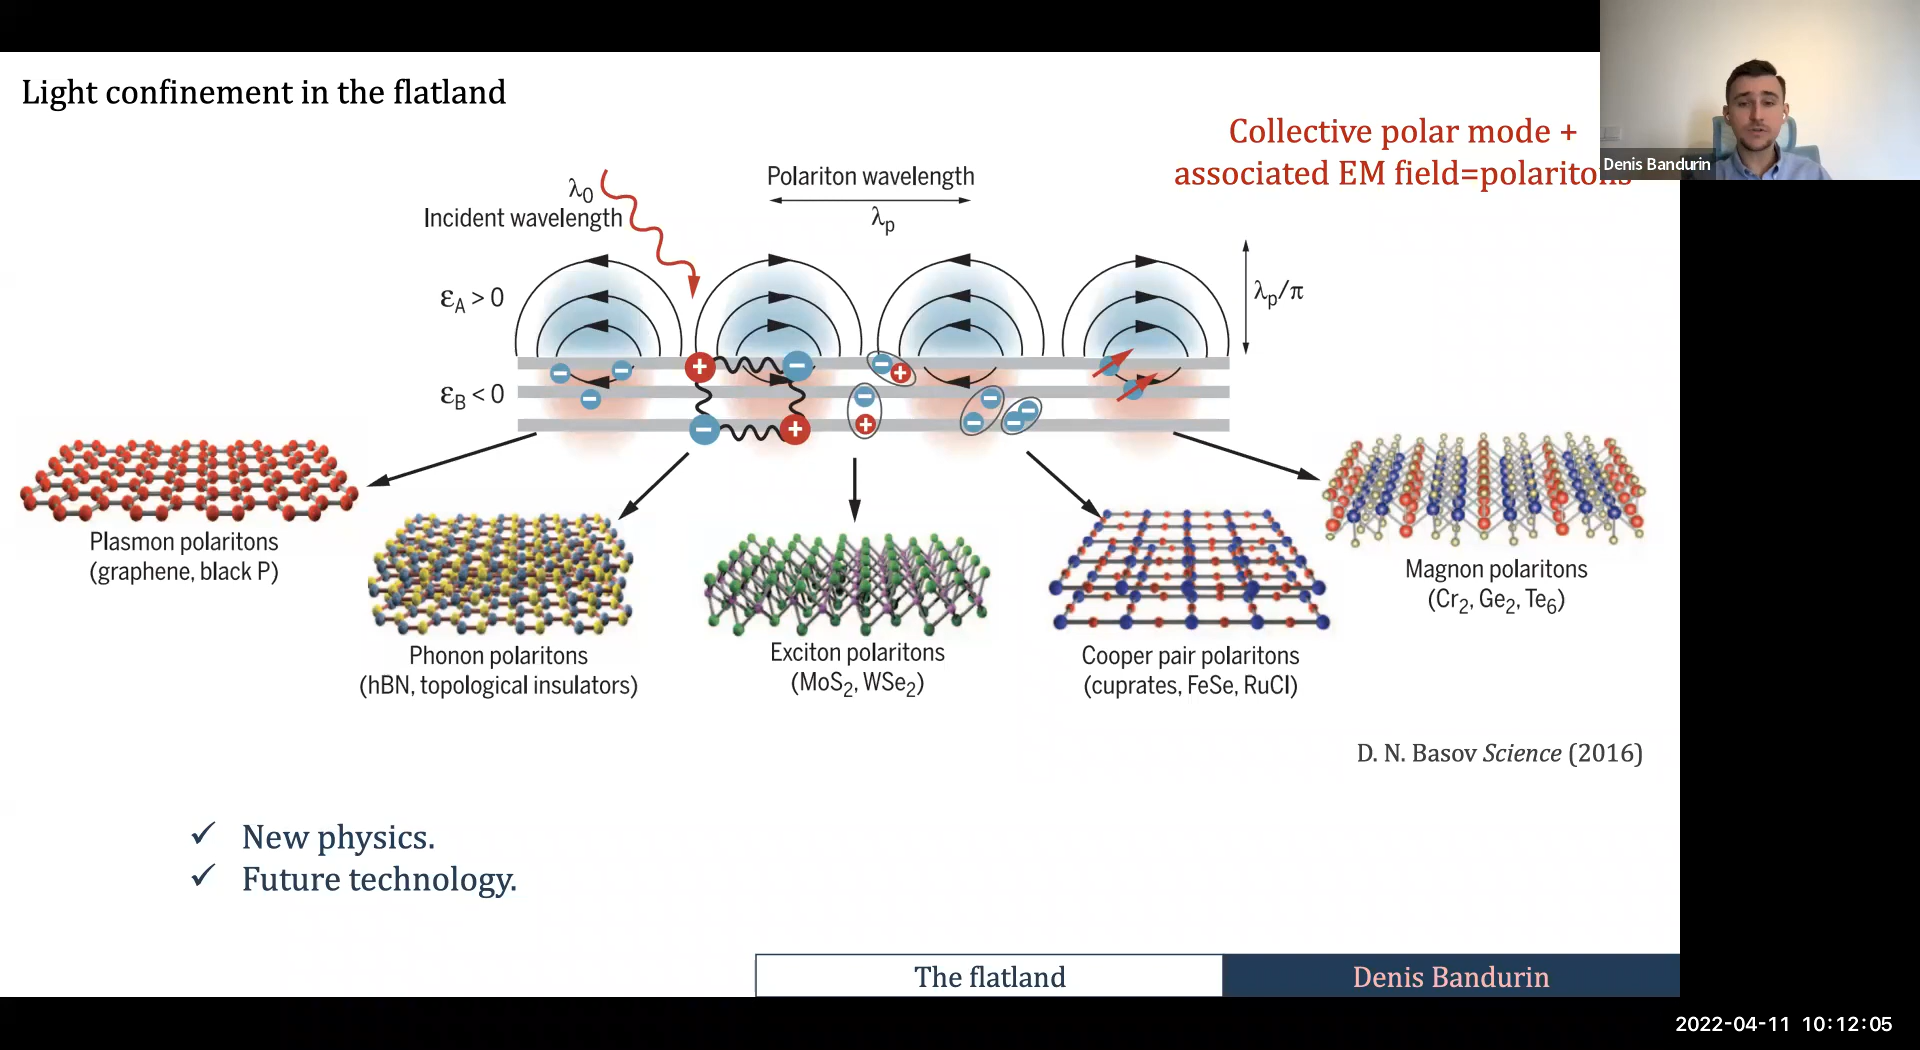 Light confinement in the flatland
Collective polar mode +
associated EM field=polaritons
Denis Bandurin
λ0
Incident wavelength
Polariton wavelength
λp
εA > 0
λp/π
εB < 0
Plasmon polaritons
(graphene, black P)
Phonon polaritons
(hBN, topological insulators)
Exciton polaritons
(MoS2, WSe2)
Cooper pair polaritons
(cuprates, FeSe, RuCl)
Magnon polaritons
(Cr2, Ge2, Te6)
D. N. Basov Science (2016)
✓ New physics.
✓ Future technology.
The flatland
Denis Bandurin
2022-04-11 10:12:05